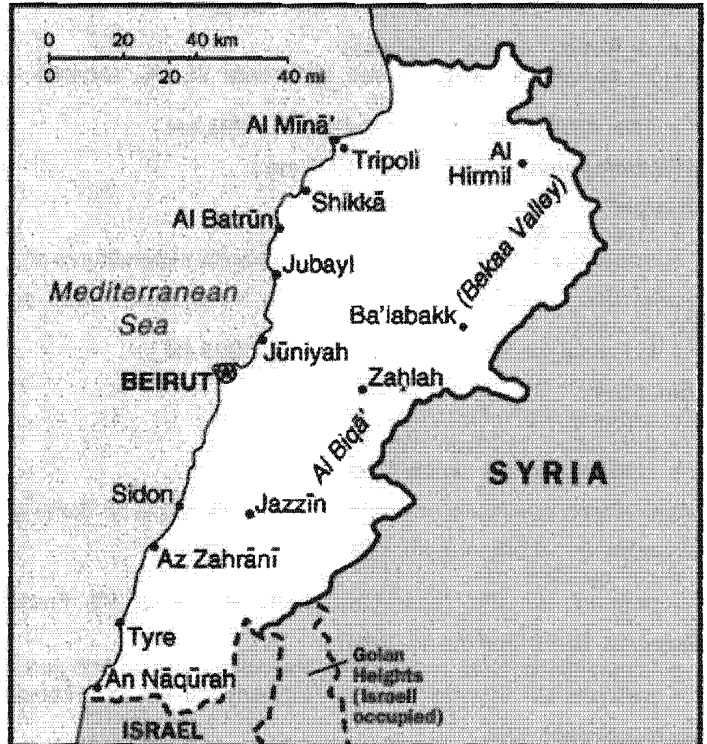 0 20 40 km
0 20 40 mi
Al Mīnā'
Tripoli
Al
Hirmil
Shikkā
Al Batrūn
(Bekaa Valley)
Jubayl
Mediterranean
Sea
Ba'labakk
Jūniyah
BEIRUT
Zaḩlah
Al Biqā'
SYRIA
Sidon
Jazzīn
Az Zahrānī
Tyre
An Nāqūrah
Golan
Heights
(Israeli
occupied)
ISRAEL